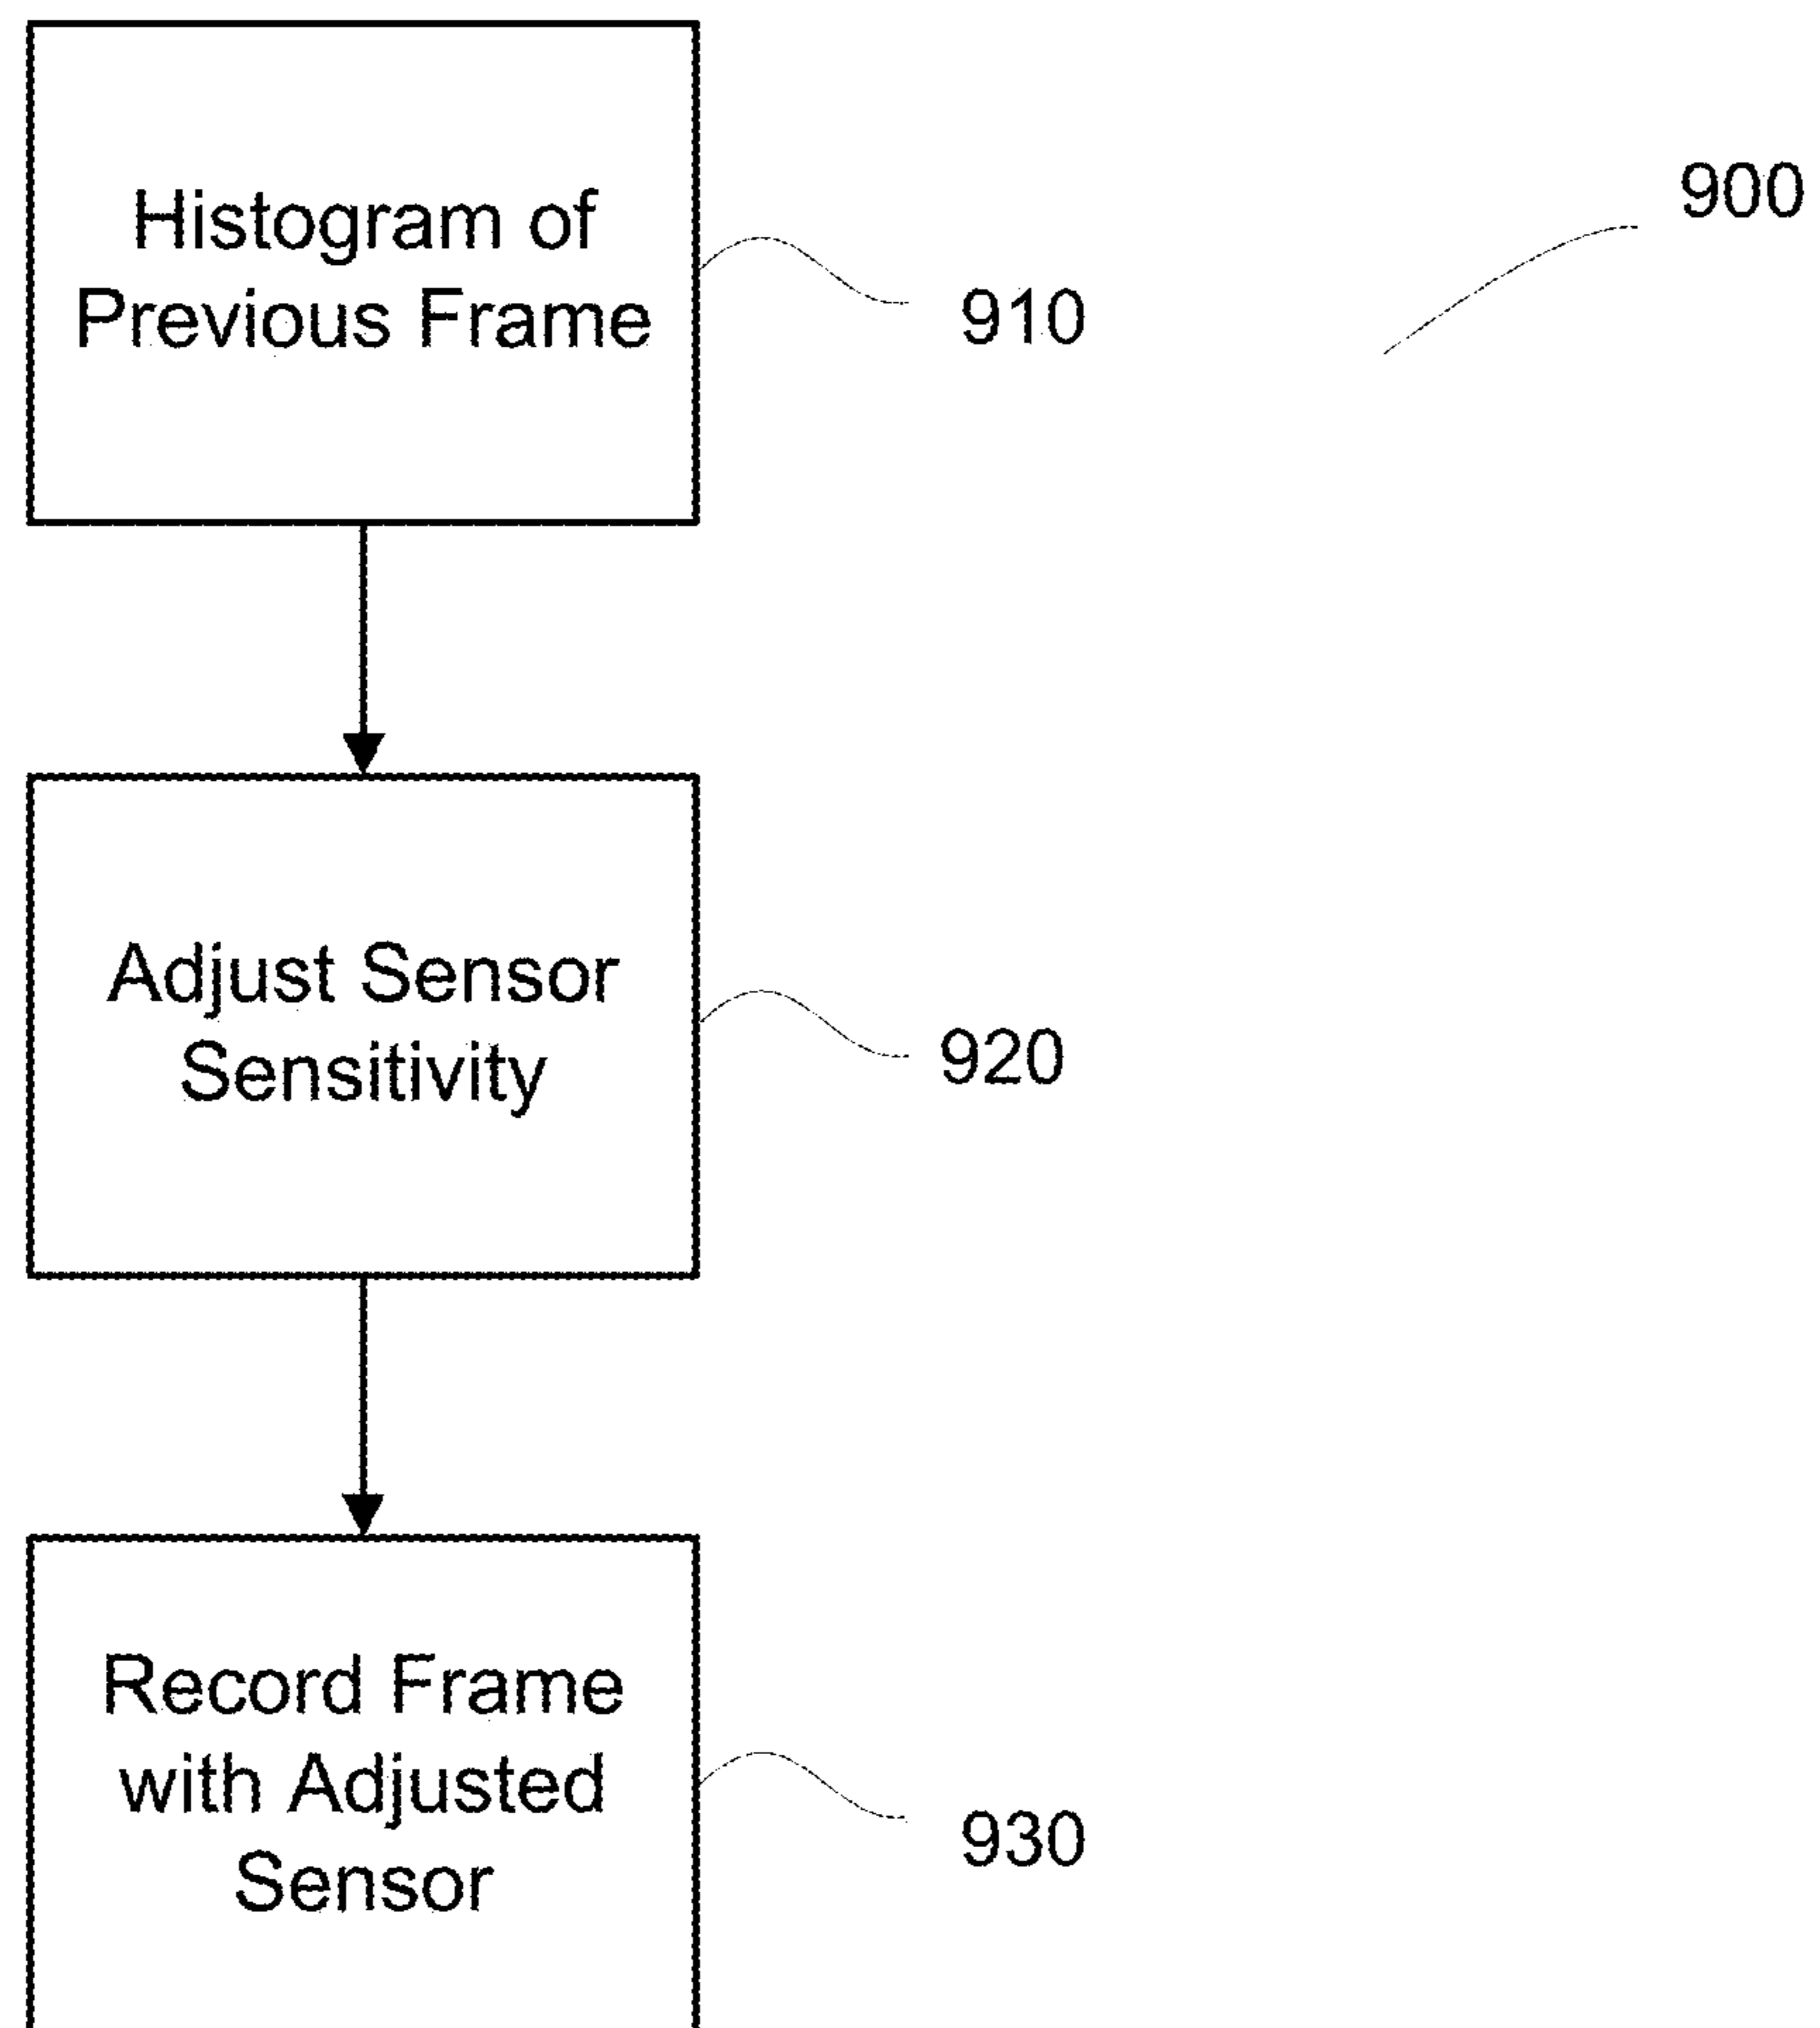 Histogram of
Previous Frame
900
910
Adjust Sensor
Sensitivity
920
Record Frame
with Adjusted
Sensor
930